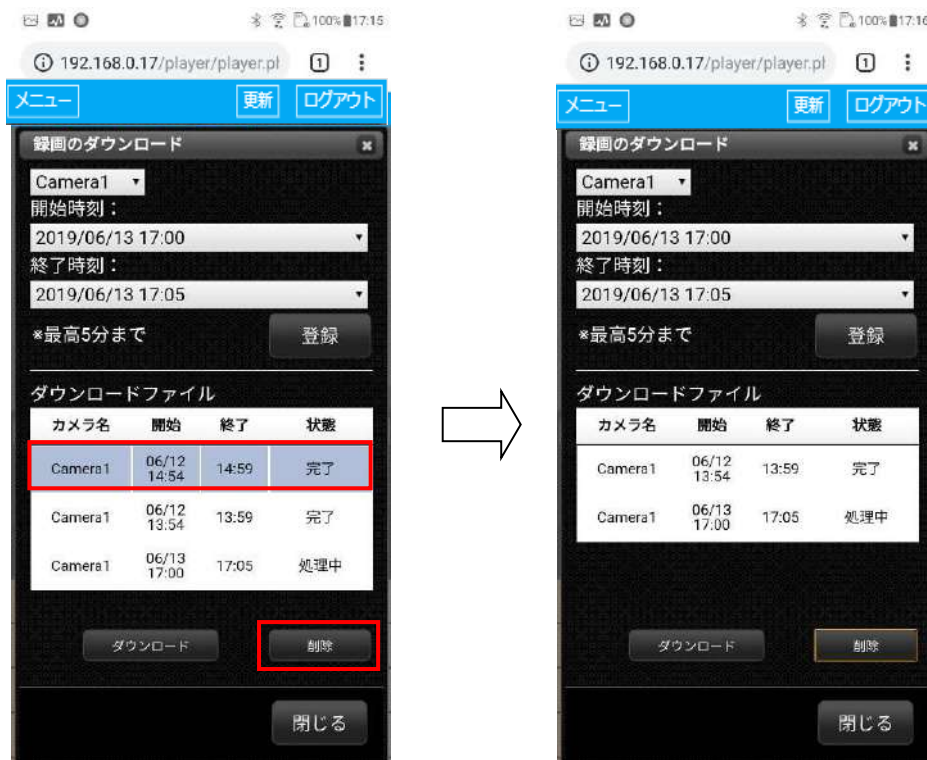 100% 17:15
192.168.0.17/player/player.pl 1
メニュー 更新 ログアウト
録画のダウンロード
Camera1
開始時刻：
2019/06/13 17:00
終了時刻：
2019/06/13 17:05
※最高5分まで 登録
ダウンロードファイル
カメラ名 開始 終了 状態
Camera1 06/12 14:54 14:59 完了
Camera1 06/12 13:54 13:59 完了
Camera1 06/13 17:00 17:05 処理中
ダウンロード 削除
閉じる
100% 17:16
192.168.0.17/player/player.pl 1
メニュー 更新 ログアウト
録画のダウンロード
Camera1
開始時刻：
2019/06/13 17:00
終了時刻：
2019/06/13 17:05
※最高5分まで 登録
ダウンロードファイル
カメラ名 開始 終了 状態
Camera1 06/12 13:54 13:59 完了
Camera1 06/13 17:00 17:05 処理中
ダウンロード 削除
閉じる